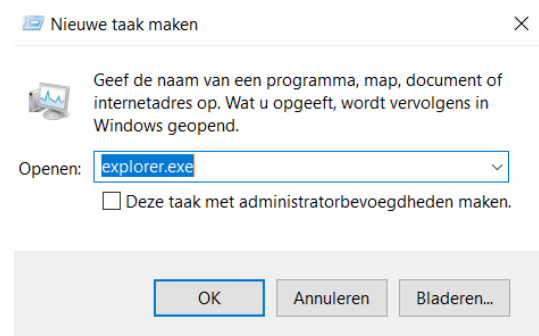 Nieuwe taak maken
Geef de naam van een programma, map, document of
internetadres op. Wat u opgeeft, wordt vervolgens in
Windows geopend.
Openen: explorer.exe
Deze taak met administratorbevoegdheden maken.
OK Annuleren Bladeren...